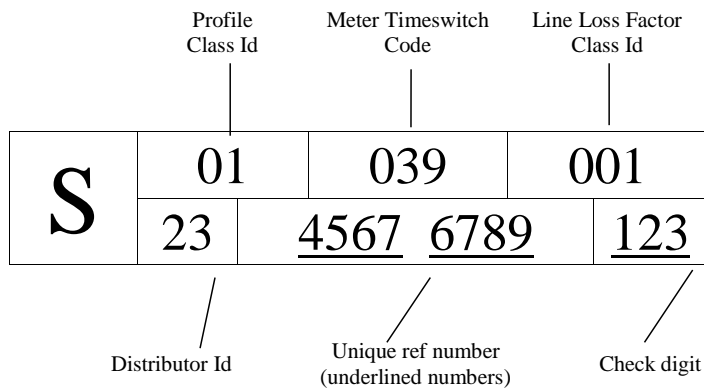 Profile
Class Id
Meter Timeswitch
Code
Line Loss Factor
Class Id
S
01 039 001
23 4567 6789 123
Distributor Id
Unique ref number
(underlined numbers)
Check digit